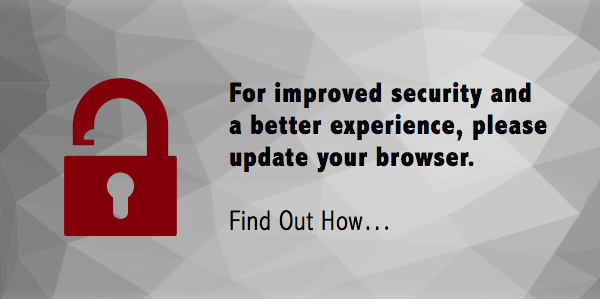 For improved security and
a better experience, please
update your browser.
Find Out How...